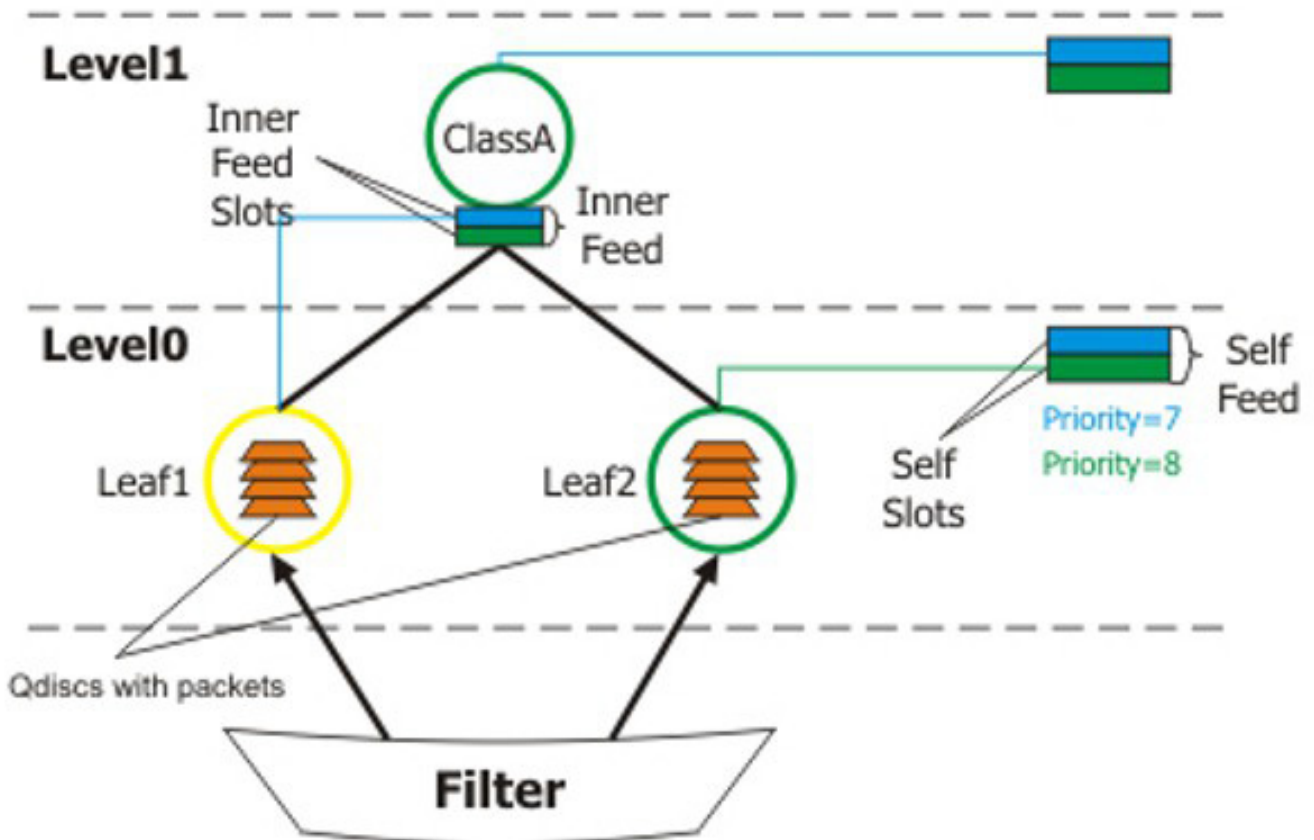 Level1
Inner
Feed
Slots
ClassA
Inner
Feed
Level0
Self
Feed
Priority=7
Priority=8
Self
Slots
Leaf1
Leaf2
Qdiscs with packets
Filter